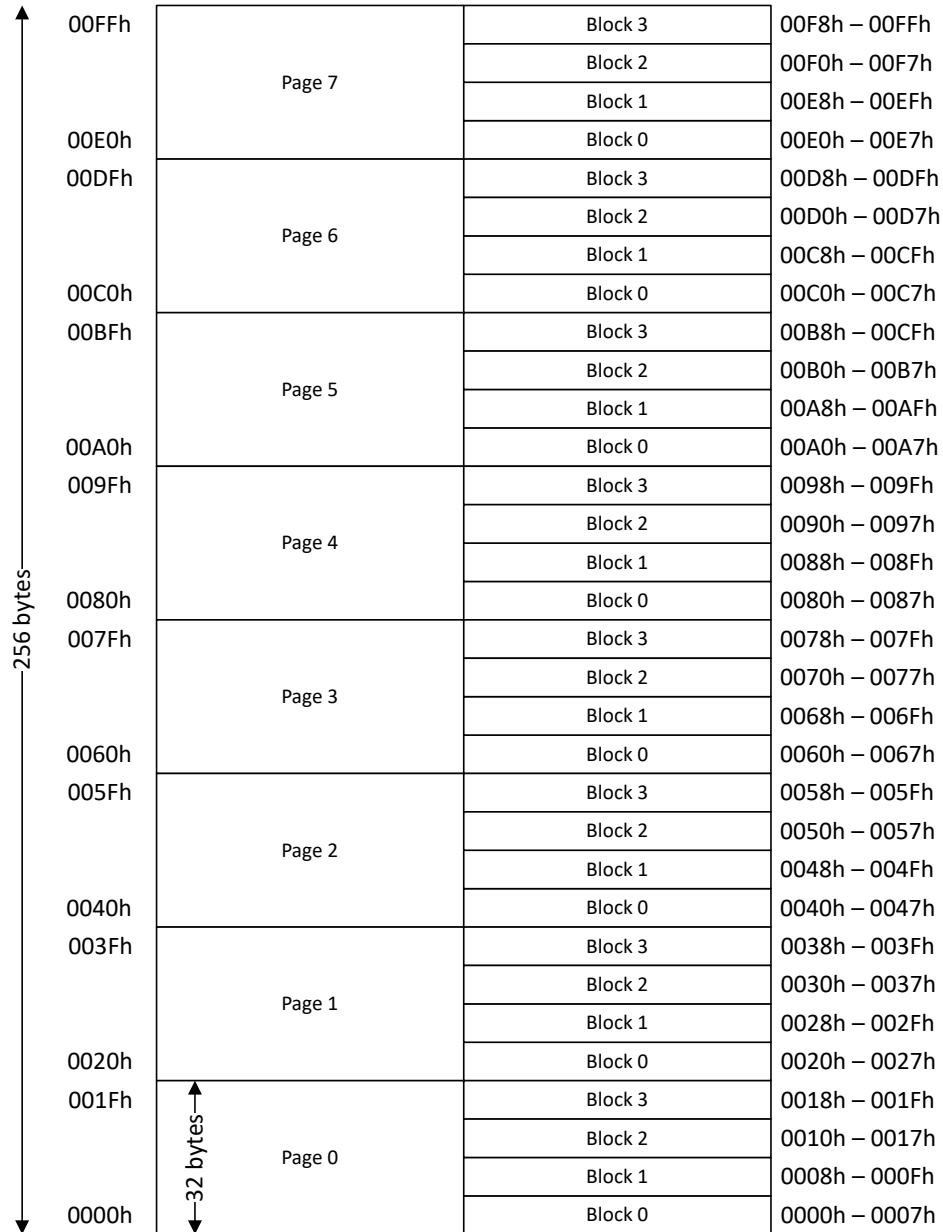 00FFh Block 3 00F8h – 00FFh
Block 2 00F0h – 00F7h
Page 7
Block 1 00E8h – 00EFh
00E0h Block 0 00E0h – 00E7h
00DFh Block 3 00D8h – 00DFh
Block 2 00D0h – 00D7h
Page 6
Block 1 00C8h – 00CFh
00C0h Block 0 00C0h – 00C7h
00BFh Block 3 00B8h – 00CFh
Block 2 00B0h – 00B7h
Page 5
Block 1 00A8h – 00AFh
00A0h Block 0 00A0h – 00A7h
009Fh Block 3 0098h – 009Fh
Block 2 0090h – 0097h
Page 4
Block 1 0088h – 008Fh
0080h Block 0 0080h – 0087h
256 bytes
007Fh Block 3 0078h – 007Fh
Block 2 0070h – 0077h
Page 3
Block 1 0068h – 006Fh
0060h Block 0 0060h – 0067h
005Fh Block 3 0058h – 005Fh
Block 2 0050h – 0057h
Page 2
Block 1 0048h – 004Fh
0040h Block 0 0040h – 0047h
003Fh Block 3 0038h – 003Fh
Block 2 0030h – 0037h
Page 1
Block 1 0028h – 002Fh
0020h Block 0 0020h – 0027h
001Fh Block 3 0018h – 001Fh
Block 2 0010h – 0017h
32 bytes
Page 0
Block 1 0008h – 000Fh
0000h Block 0 0000h – 0007h